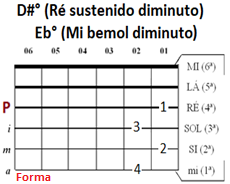 D#° (Ré sustenido diminuto)
Eb° (Mi bemol diminuto)
06 05 04 03 02 01
MI (6ª)
LÁ (5ª)
P 1 RÉ (4ª)
i 3 SOL (3ª)
m 2 SI (2ª)
a 4 mi (1ª)
Forma